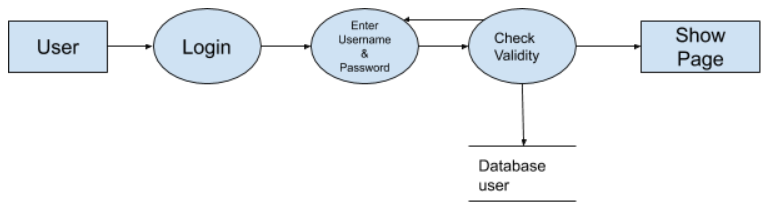 User
Login
Enter
Username
&
Password
Check
Validity
Show
Page
Database
user